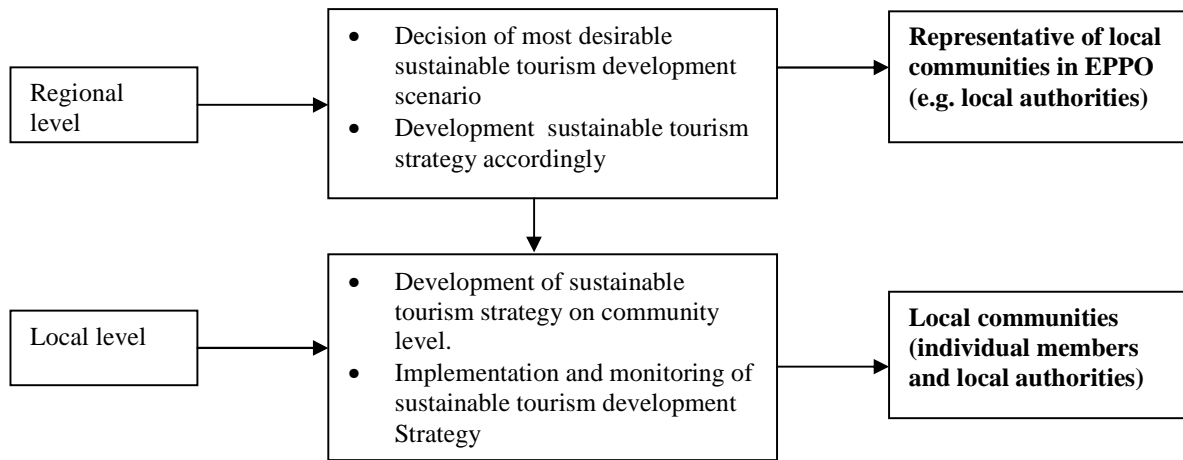 Regional
level
• Decision of most desirable
sustainable tourism development
scenario
• Development sustainable tourism
strategy accordingly
Representative of local
communities in EPPO
(e.g. local authorities)
Local level
• Development of sustainable
tourism strategy on community
level.
• Implementation and monitoring of
sustainable tourism development
Strategy
Local communities
(individual members
and local authorities)